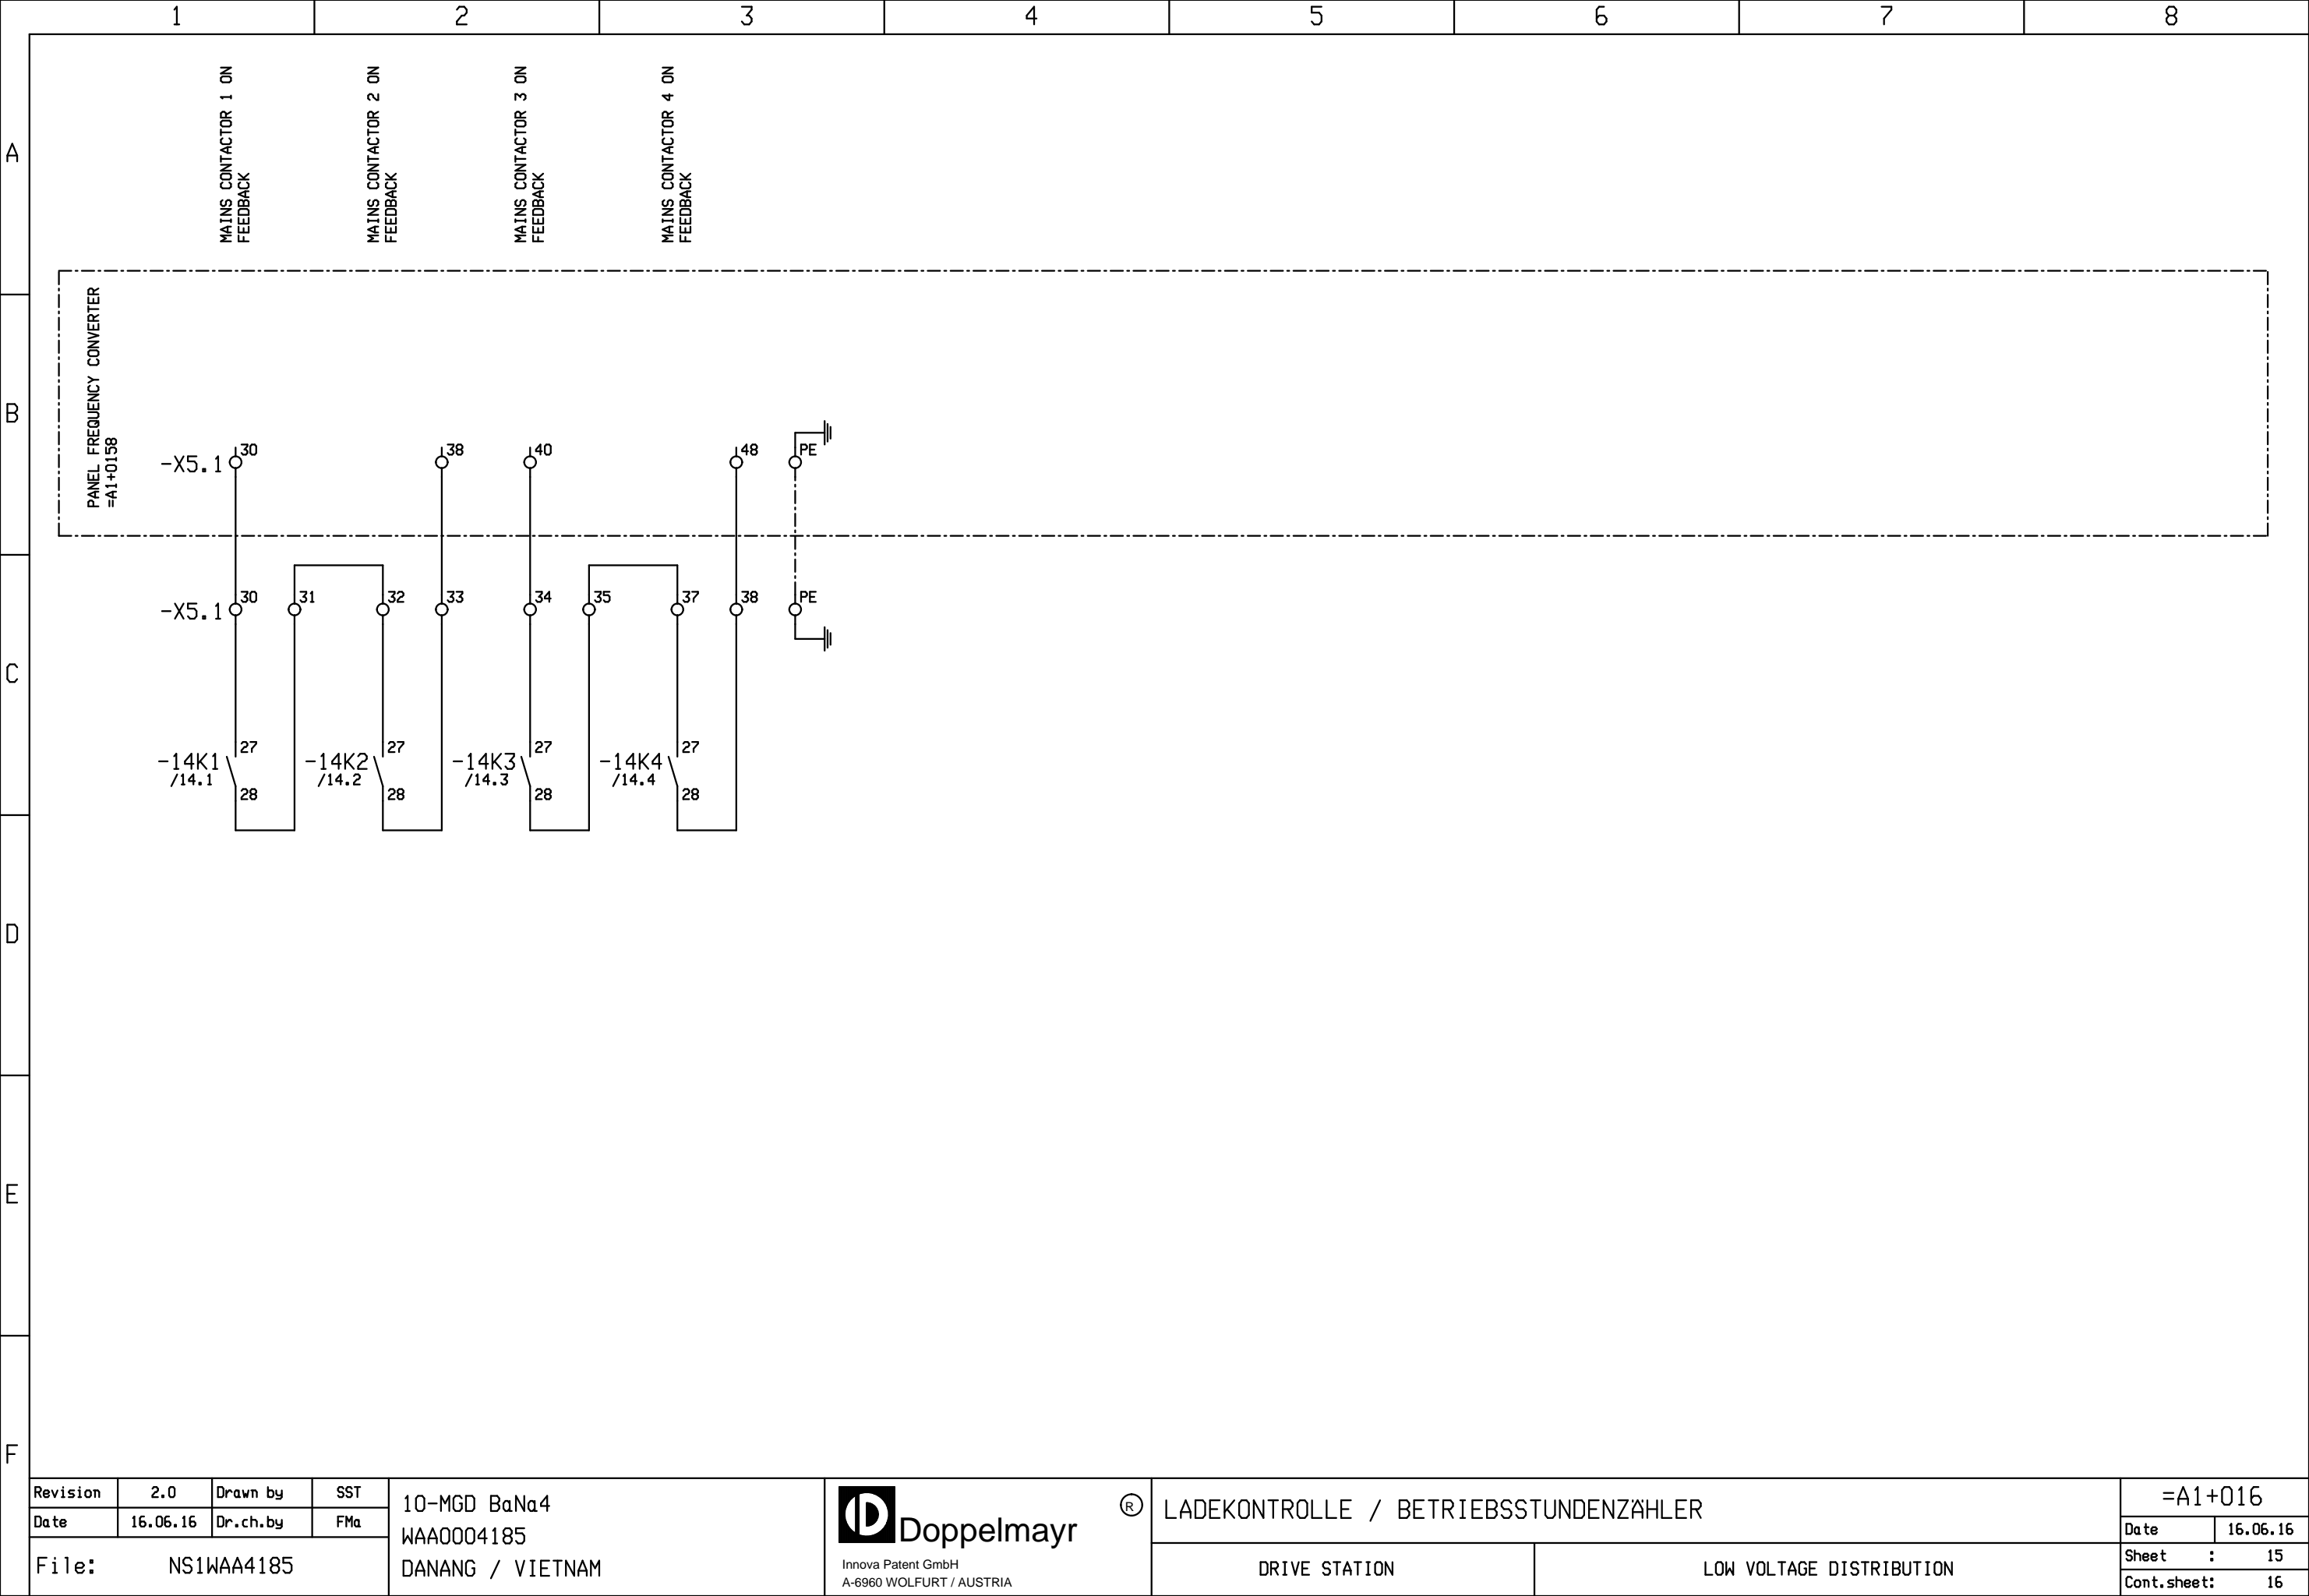 1 2 3 4 5 6 7 8
A
B
C
D
E
F
MAINS CONTACTOR 1 ON
FEEDBACK
MAINS CONTACTOR 2 ON
FEEDBACK
MAINS CONTACTOR 3 ON
FEEDBACK
MAINS CONTACTOR 4 ON
FEEDBACK
PANEL FREQUENCY CONVERTER
=A1+0158
-X5.1 30 38 40 48 PE
-X5.1 30 31 32 33 34 35 37 38 PE
27 27 27 27
-14K1 -14K2 -14K3 -14K4
/14.1 /14.2 /14.3 /14.4
28 28 28 28
Revision 2.0 Drawn by SST
Date 16.06.16 Dr.ch.by FMa
File: NS1WAA4185
10-MGD BaNa4
WAA0004185
DANANG / VIETNAM
Doppelmayr ®
Innova Patent GmbH
A-6960 WOLFURT / AUSTRIA
LADEKONTROLLE / BETRIEBSSTUNDENZÄHLER
DRIVE STATION LOW VOLTAGE DISTRIBUTION
=A1+016
Date 16.06.16
Sheet : 15
Cont.sheet: 16